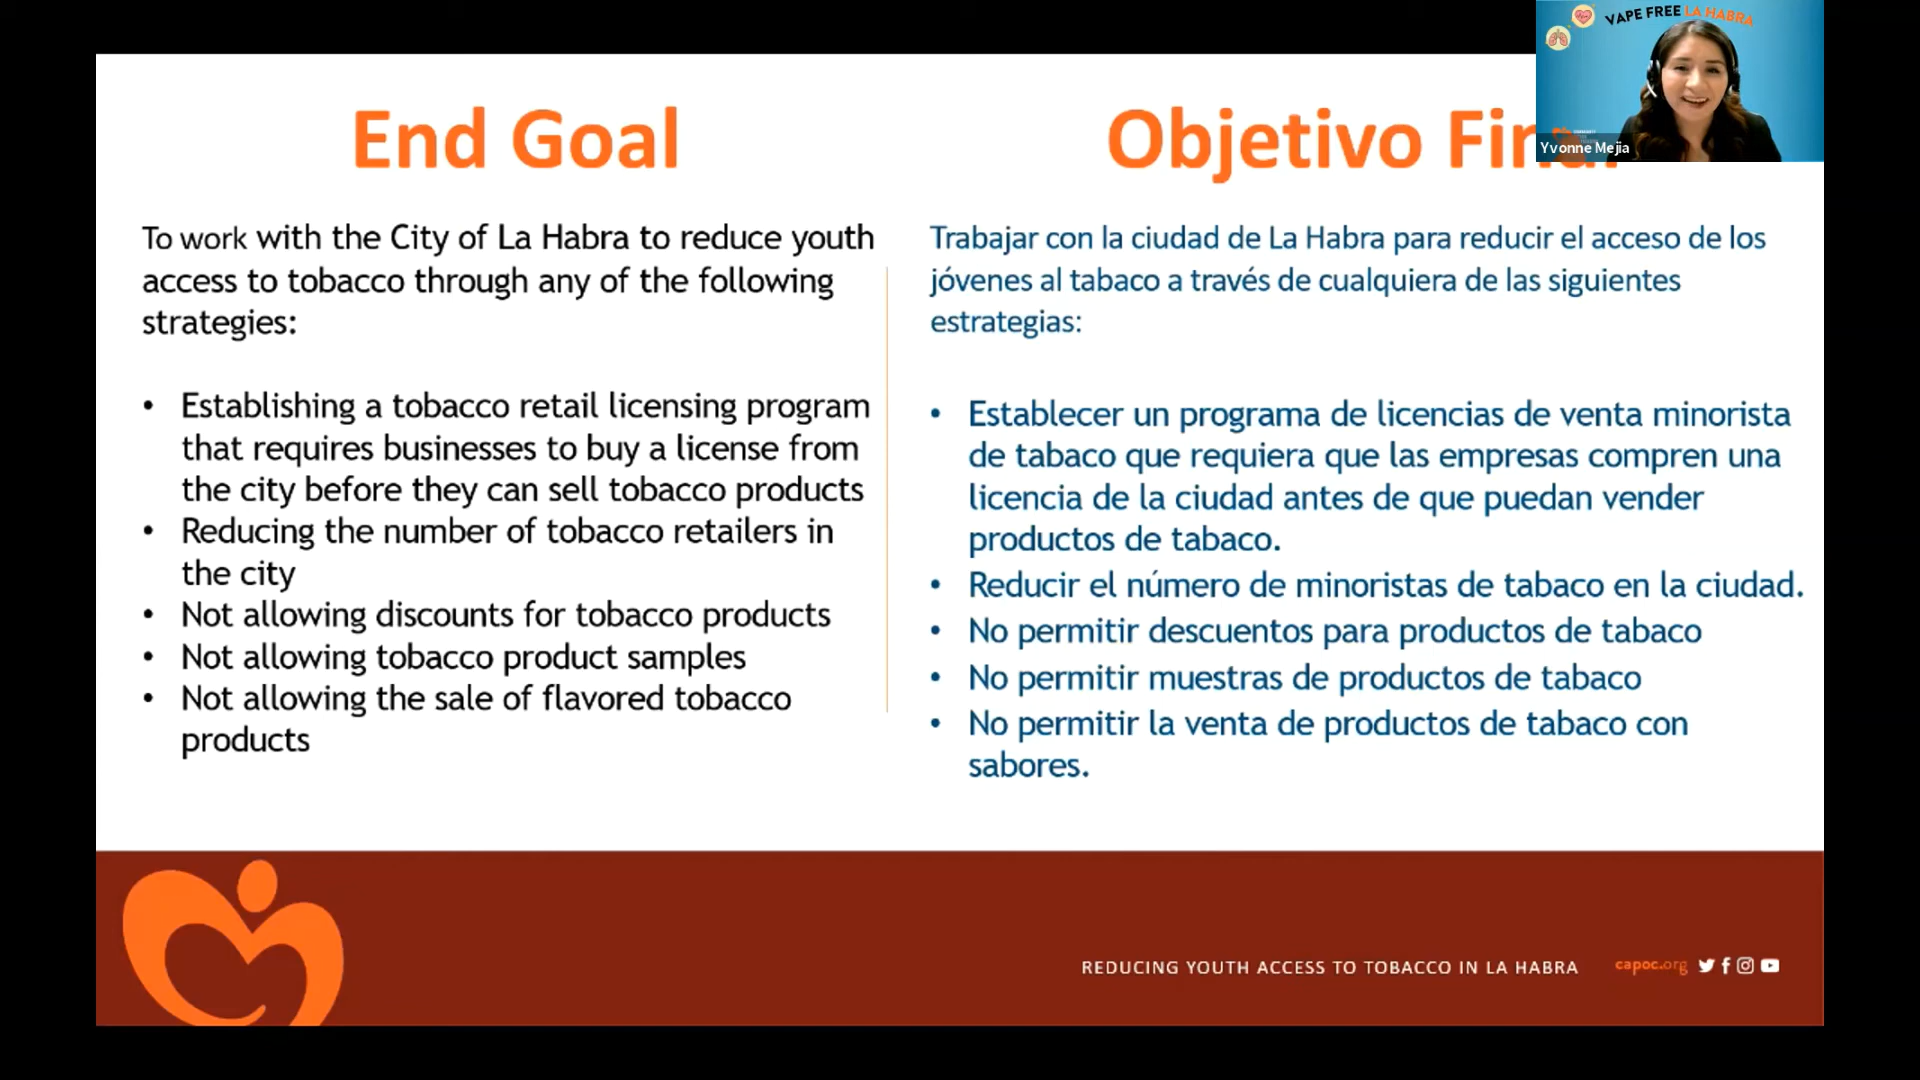 VAPE FREE LA HABRA
Yvonne Mejia
End Goal
To work with the City of La Habra to reduce youth
access to tobacco through any of the following
strategies:
• Establishing a tobacco retail licensing program
that requires businesses to buy a license from
the city before they can sell tobacco products
• Reducing the number of tobacco retailers in
the city
• Not allowing discounts for tobacco products
• Not allowing tobacco product samples
• Not allowing the sale of flavored tobacco
products
Objetivo
Trabajar con la ciudad de La Habra para reducir el acceso de los
jóvenes al tabaco a través de cualquiera de las siguientes
estrategias:
• Establecer un programa de licencias de venta minorista
de tabaco que requiera que las empresas compren una
licencia de la ciudad antes de que puedan vender
productos de tabaco.
• Reducir el número de minoristas de tabaco en la ciudad.
• No permitir descuentos para productos de tabaco
• No permitir muestras de productos de tabaco
• No permitir la venta de productos de tabaco con
sabores.
REDUCING YOUTH ACCESS TO TOBACCO IN LA HABRA
capoc.org